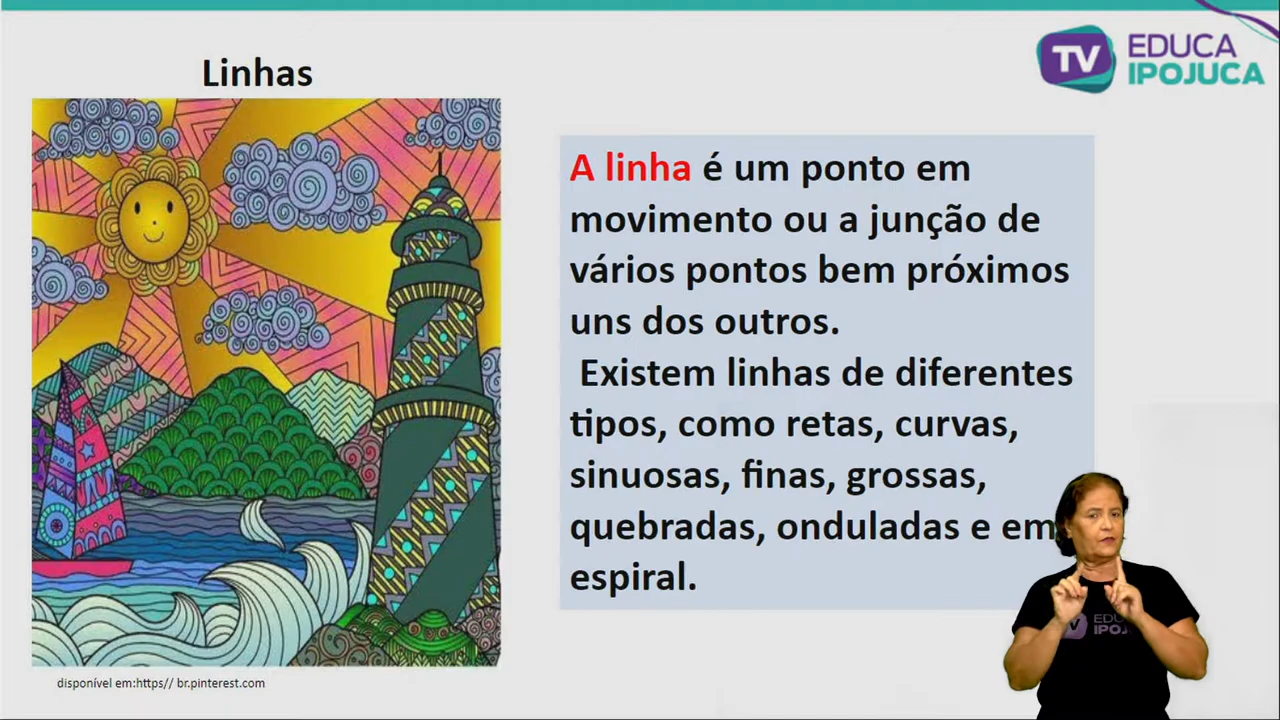 Linhas
TV EDUCA
IPOJUCA
A linha é um ponto em
movimento ou a junção de
vários pontos bem próximos
uns dos outros.
Existem linhas de diferentes
tipos, como retas, curvas,
sinuosas, finas, grossas,
quebradas, onduladas e em
espiral.
disponível em:https// br.pinterest.com